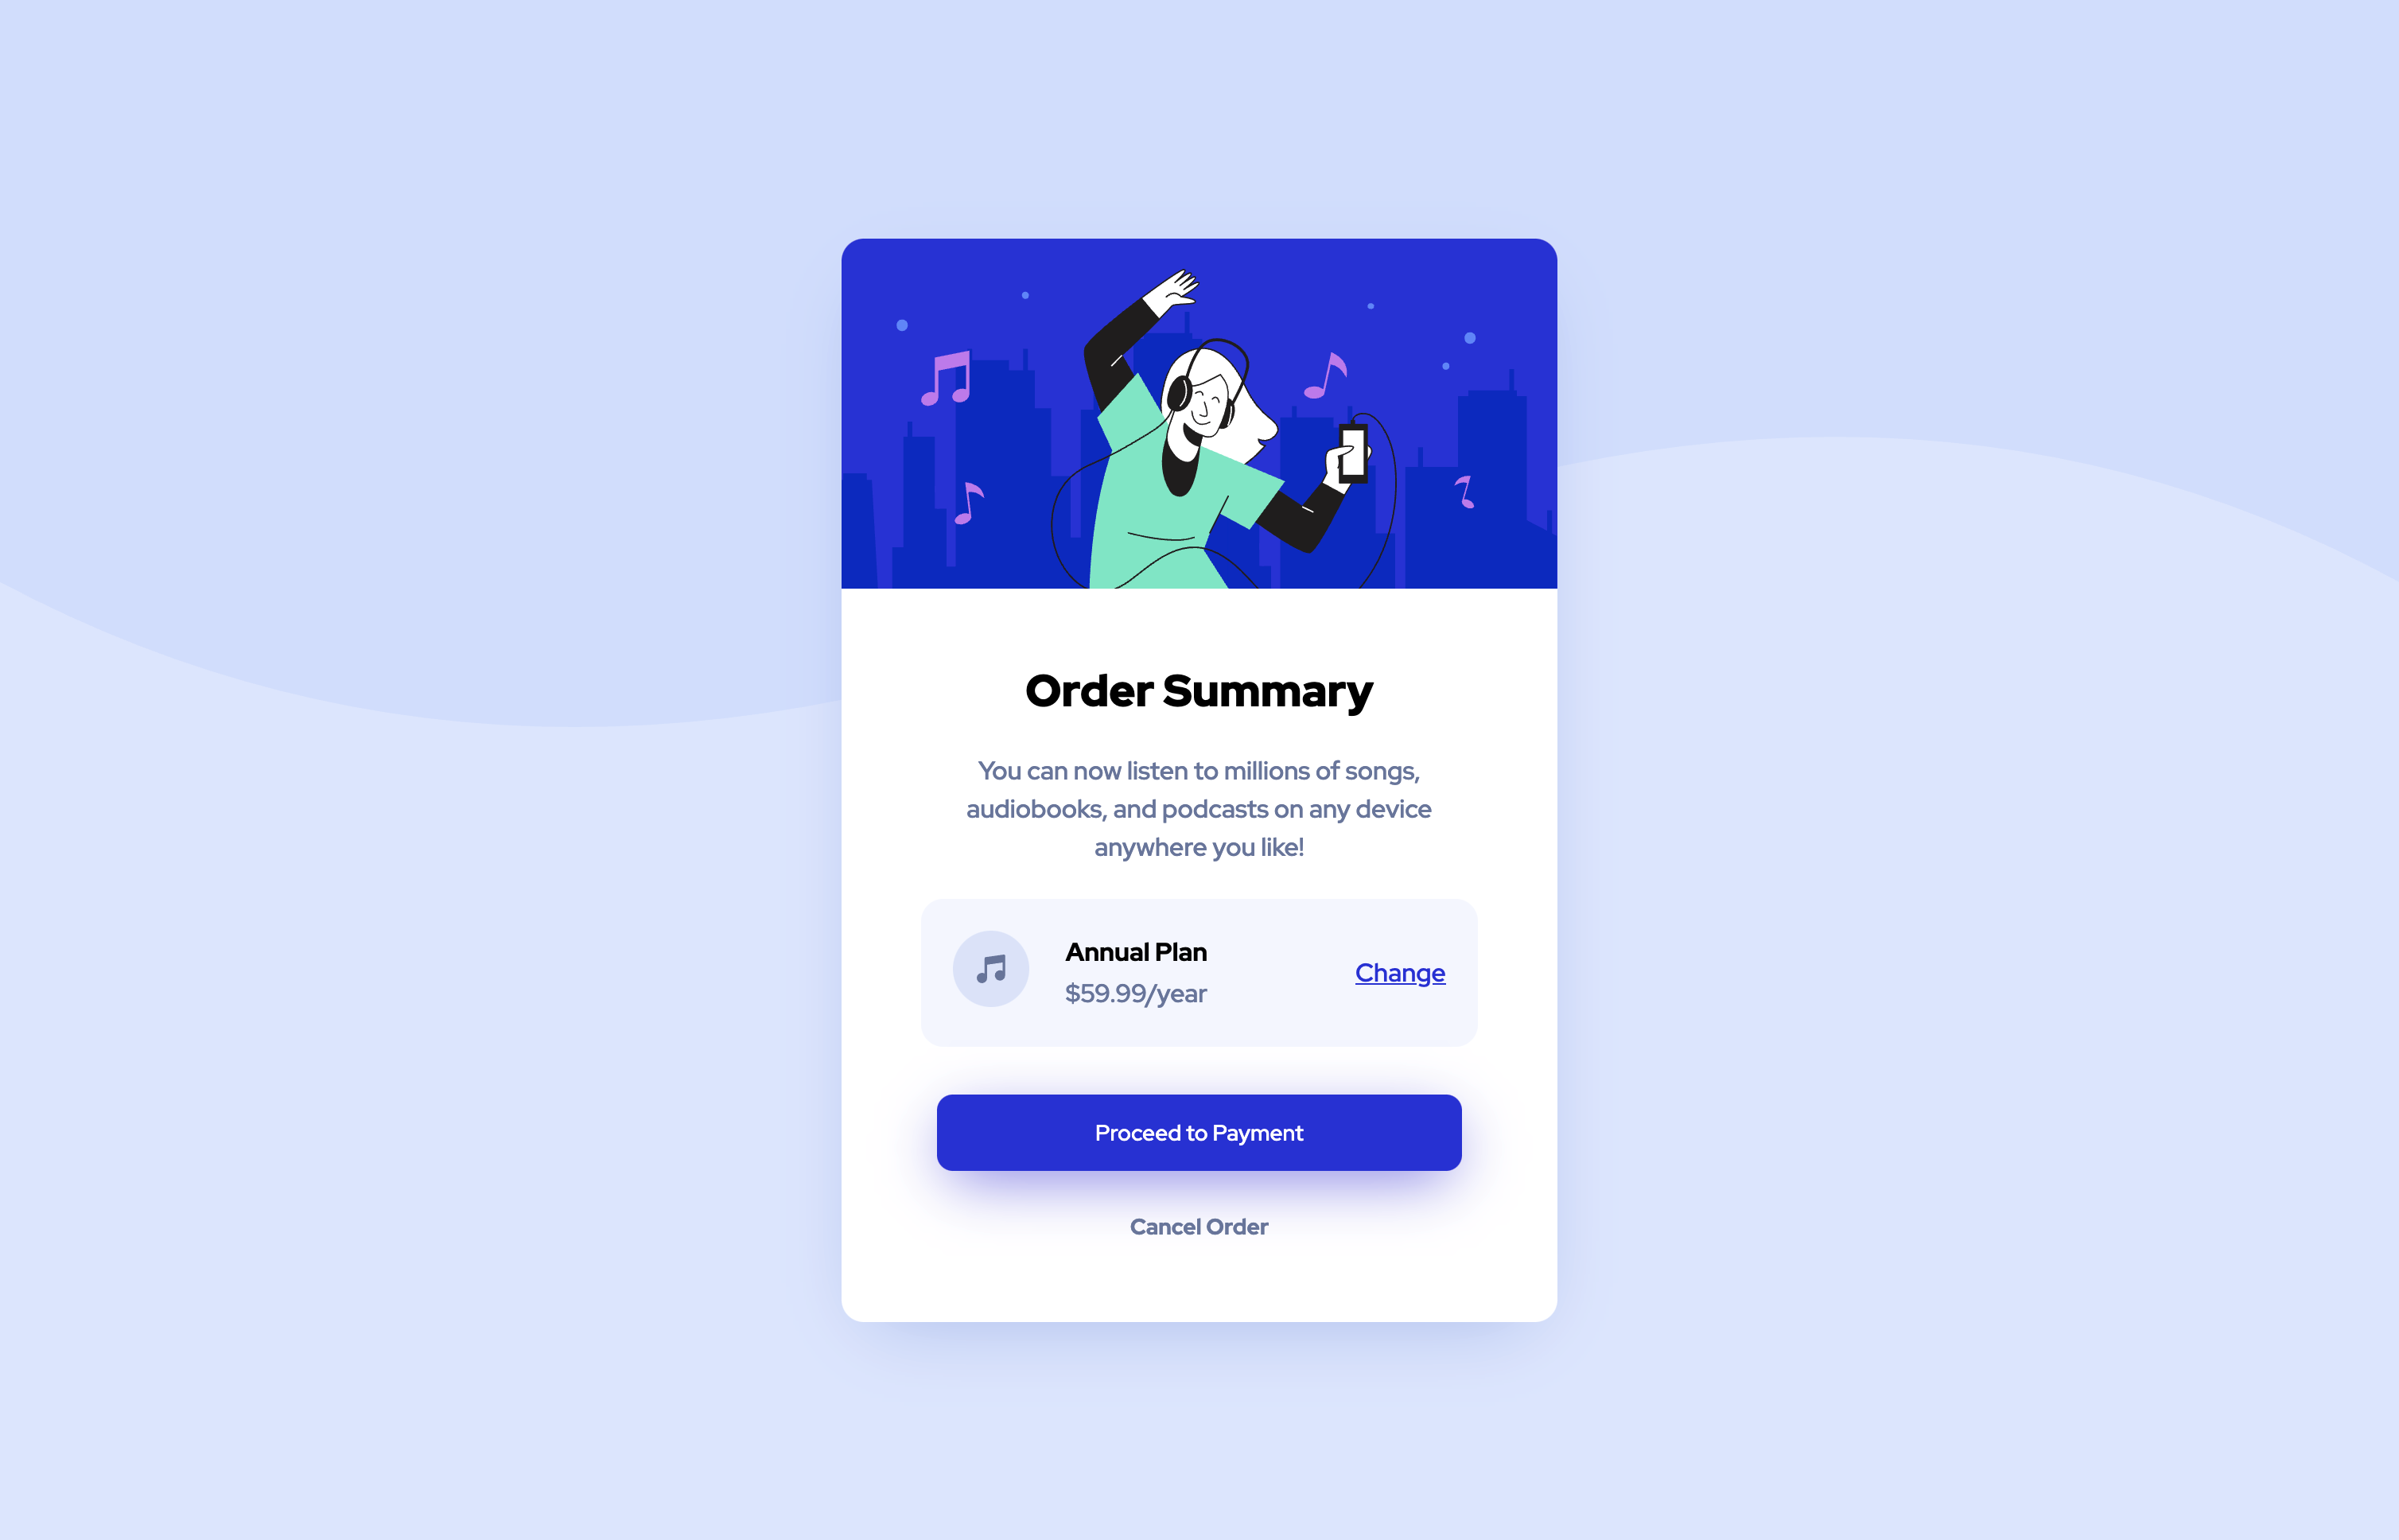 Order Summary
You can now listen to millions of songs,
audiobooks, and podcasts on any device
anywhere you like!
Annual Plan
$59.99/year
Change
Proceed to Payment
Cancel Order